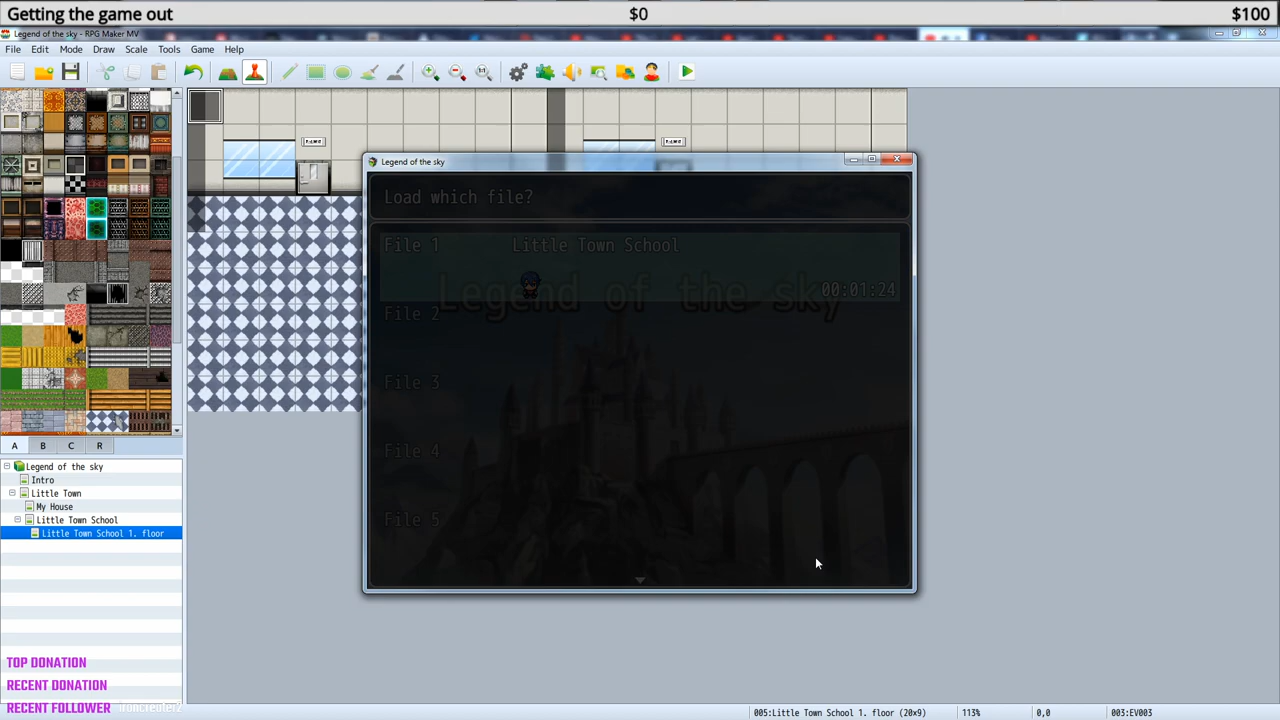 Getting the game out
$0
$100
Legend of the sky - RPG Maker MV
File Edit Mode Draw Scale Tools Game Help
Legend of the sky
Load which file?
File 1 Little Town School
Legend of the sky
00:01:24
File 2
File 3
File 4
File 5
A B C R
Legend of the sky
Intro
Little Town
My House
Little Town School
Little Town School 1. floor
TOP DONATION
RECENT DONATION
RECENT FOLLOWER
005:Little Town School 1. floor (20x9) 113% 0,0 003:EV003